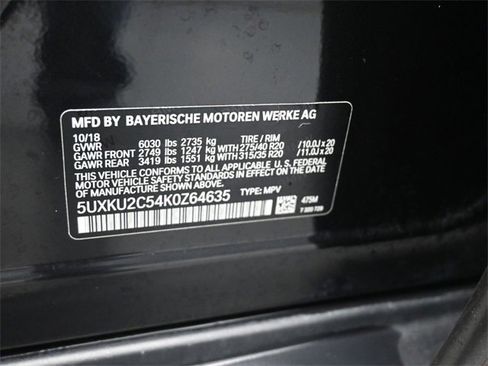 MFD BY BAYERISCHE MOTOREN WERKE AG
10/18
GVWR 6030 lbs 2735 kg TIRE / RIM
GAWR FRONT 2749 lbs 1247 kg WITH 275/40 R20 /10.0J x 20
GAWR REAR 3419 lbs 1551 kg WITH 315/35 R20 /11.0J x 20
THIS VEHICLE CONFORMS TO ALL APPLICABLE U.S. FEDERAL
MOTOR VEHICLE SAFETY STANDARDS IN EFFECT ON THE
DATE OF MANUFACTURE SHOWN ABOVE.
5UXKU2C54K0Z64635 TYPE: MPV 475M